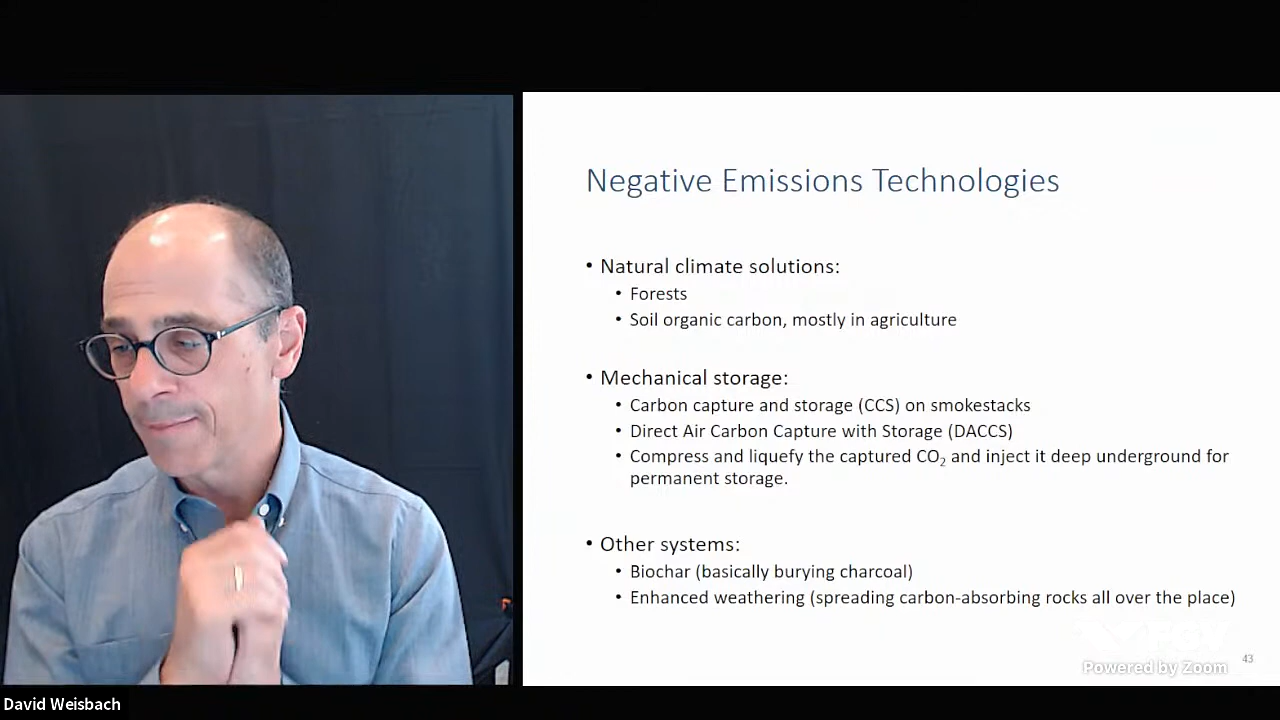 Negative Emissions Technologies
• Natural climate solutions:
• Forests
• Soil organic carbon, mostly in agriculture
• Mechanical storage:
• Carbon capture and storage (CCS) on smokestacks
• Direct Air Carbon Capture with Storage (DACCS)
• Compress and liquefy the captured CO₂ and inject it deep underground for
permanent storage.
• Other systems:
• Biochar (basically burying charcoal)
• Enhanced weathering (spreading carbon-absorbing rocks all over the place)
43
Powered by Zoom
David Weisbach